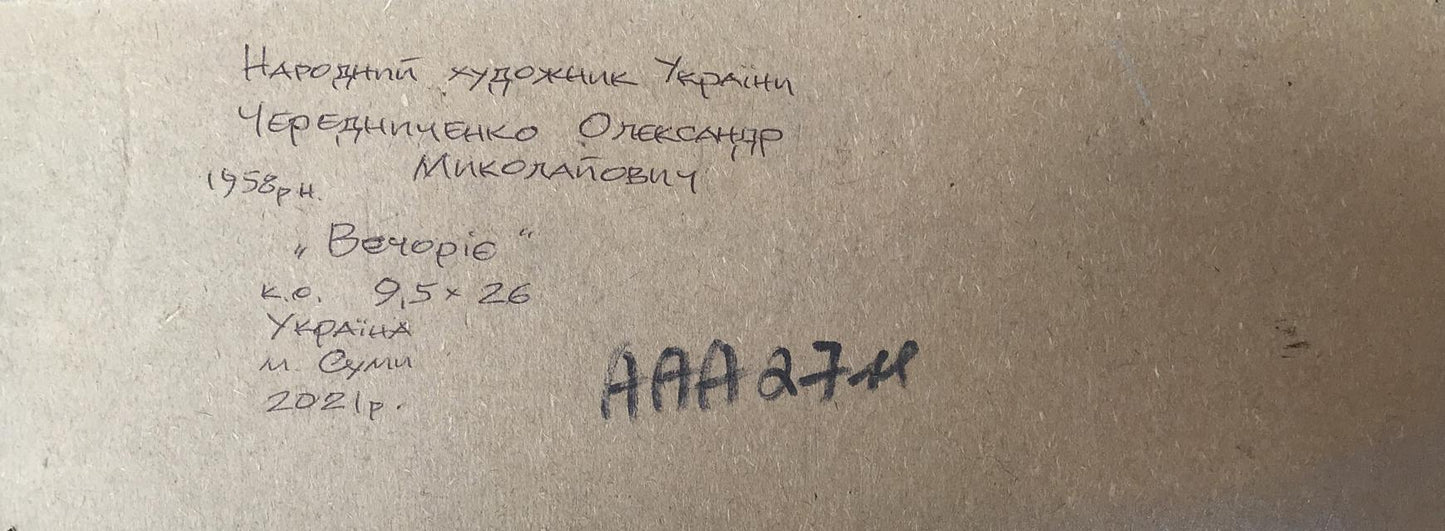 Народний художник України
Чередниченко Олександр
Миколайович
1958р н.
„ Вечоріє “
к.о. 9,5 х 26
Україна
м. Суми
2021р.
ААА27м